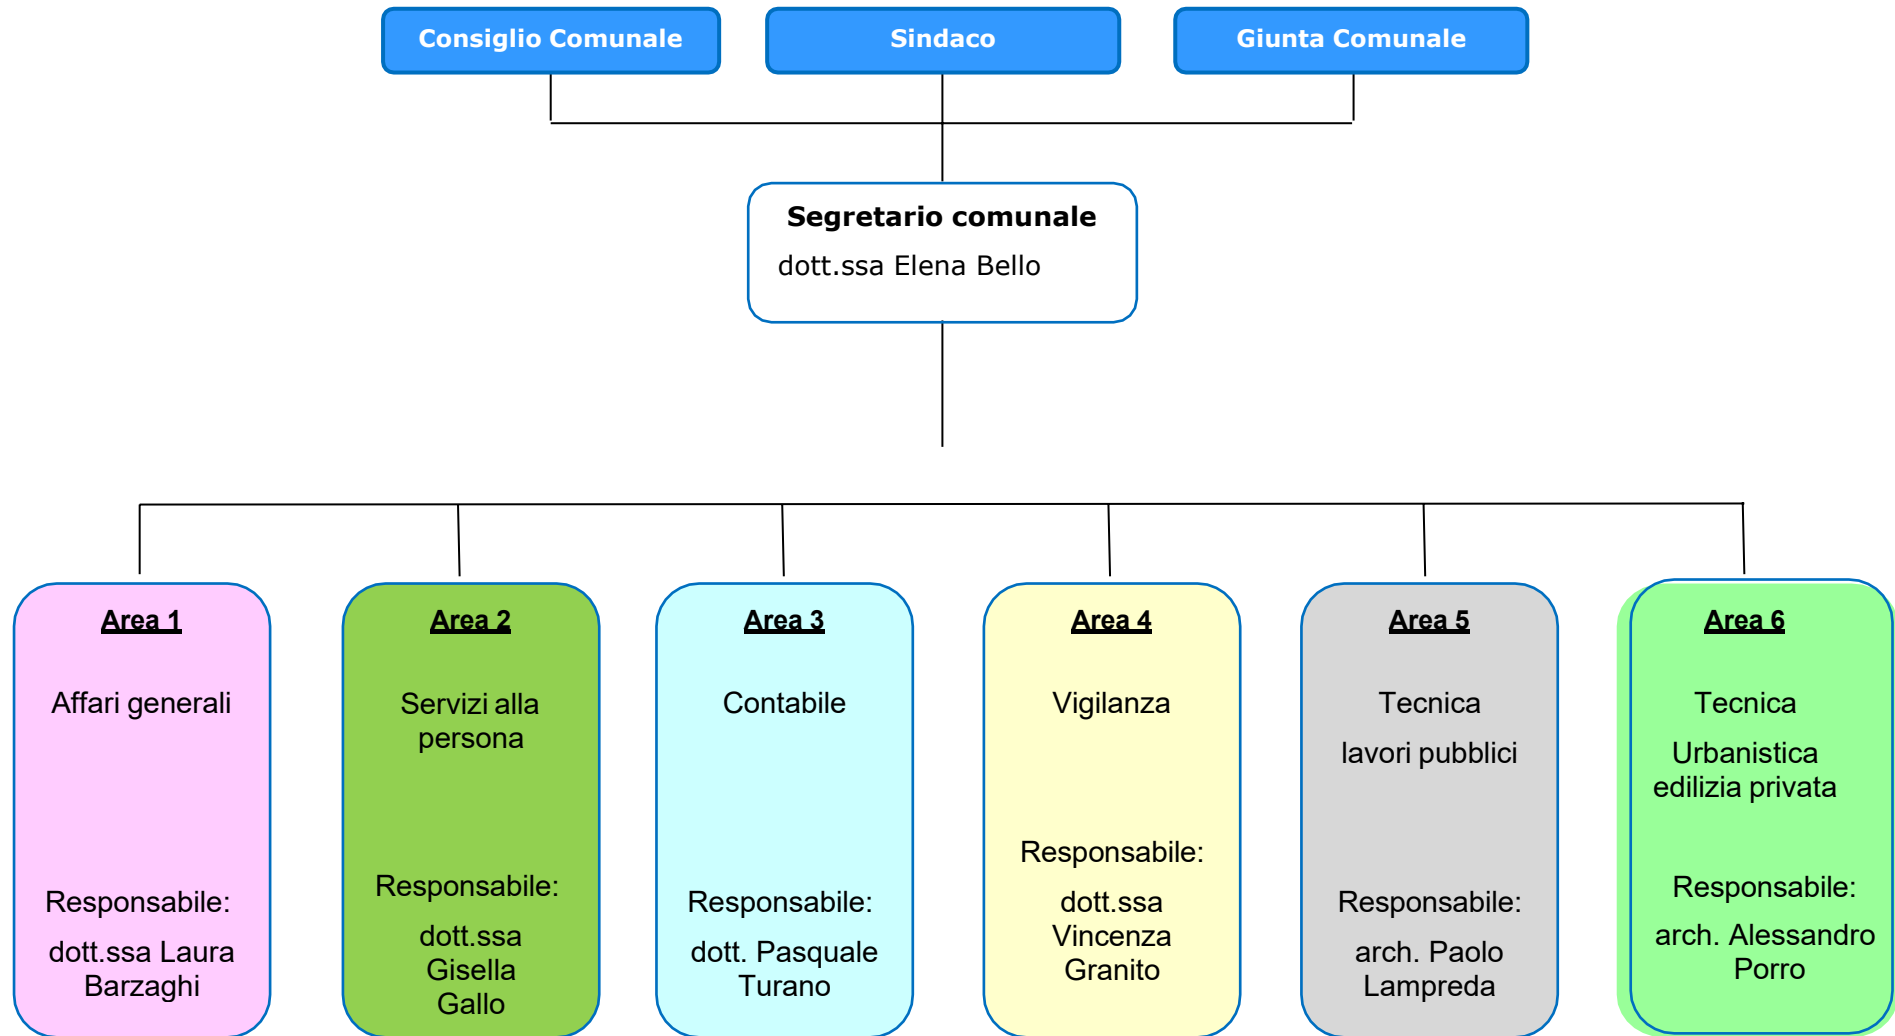 Consiglio Comunale
Sindaco
Giunta Comunale
Segretario comunale
dott.ssa Elena Bello
Area 1
Affari generali
Responsabile:
dott.ssa Laura
Barzaghi
Area 2
Servizi alla
persona
Responsabile:
dott.ssa
Gisella
Gallo
Area 3
Contabile
Responsabile:
dott. Pasquale
Turano
Area 4
Vigilanza
Responsabile:
dott.ssa
Vincenza
Granito
Area 5
Tecnica
lavori pubblici
Responsabile:
arch. Paolo
Lampreda
Area 6
Tecnica
Urbanistica
edilizia privata
Responsabile:
arch. Alessandro
Porro